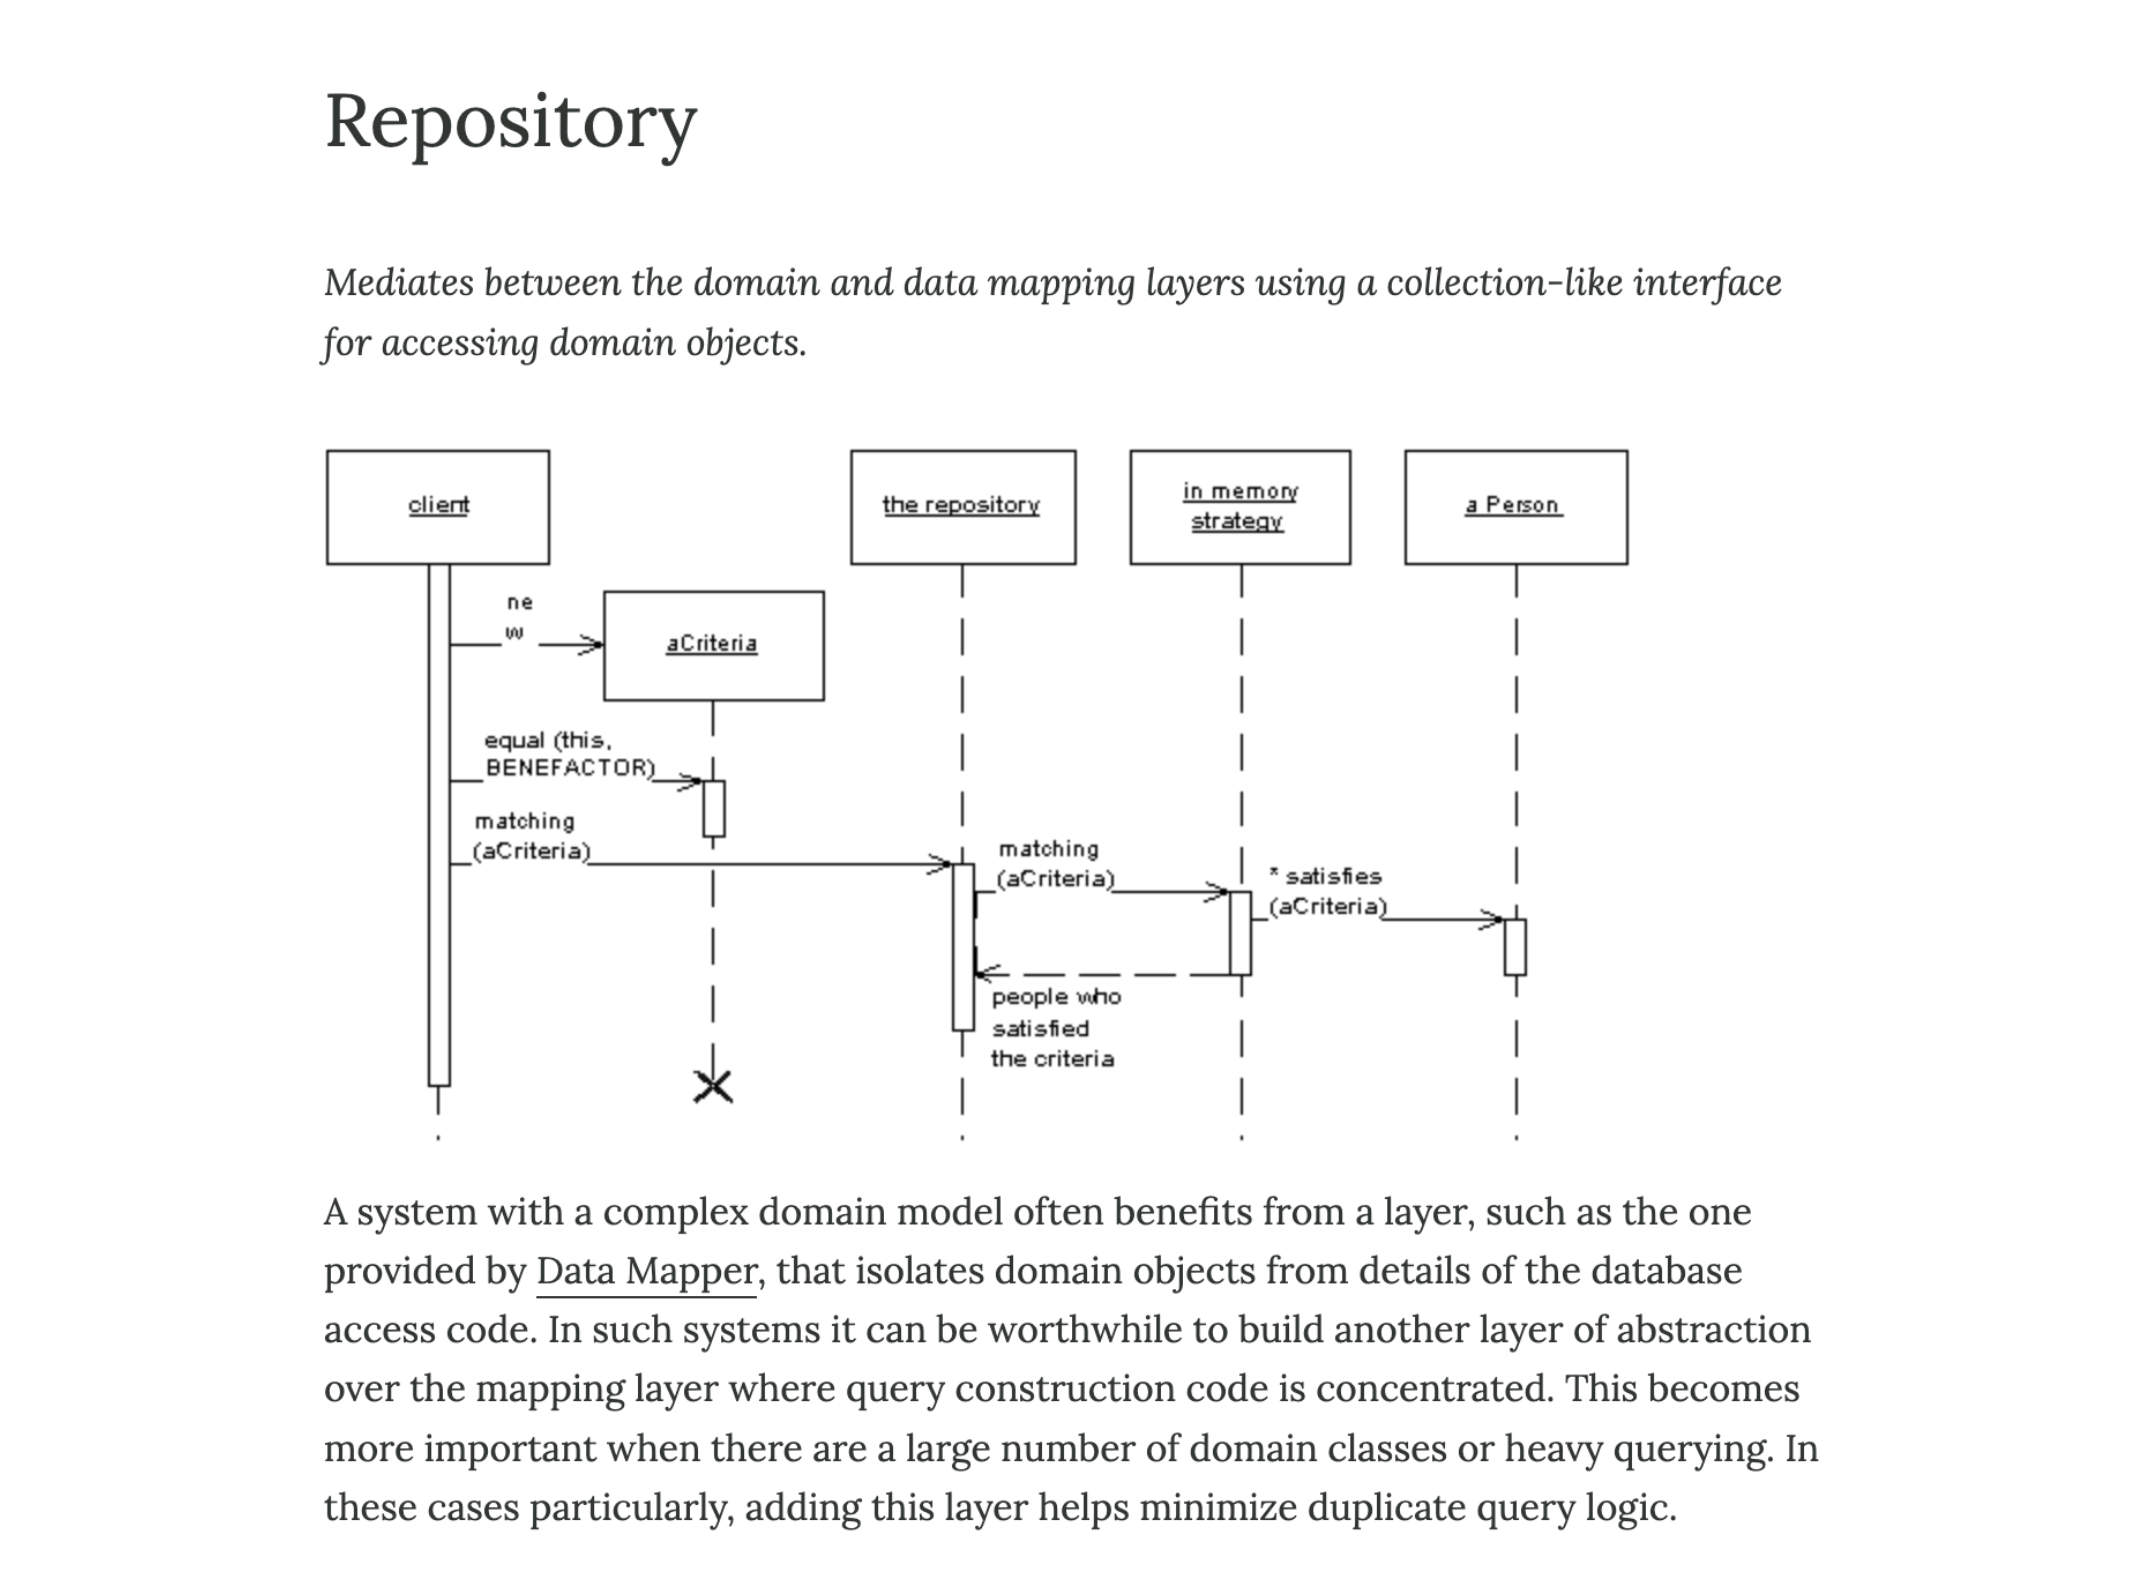 Repository
Mediates between the domain and data mapping layers using a collection-like interface
for accessing domain objects.
client
the repository
in memory
strategy
a Person
ne
w
aCriteria
equal (this,
BENEFACTOR)
matching
(aCriteria)
matching
(aCriteria)
* satisfies
(aCriteria)
people who
satisfied
the criteria
A system with a complex domain model often benefits from a layer, such as the one
provided by Data Mapper, that isolates domain objects from details of the database
access code. In such systems it can be worthwhile to build another layer of abstraction
over the mapping layer where query construction code is concentrated. This becomes
more important when there are a large number of domain classes or heavy querying. In
these cases particularly, adding this layer helps minimize duplicate query logic.